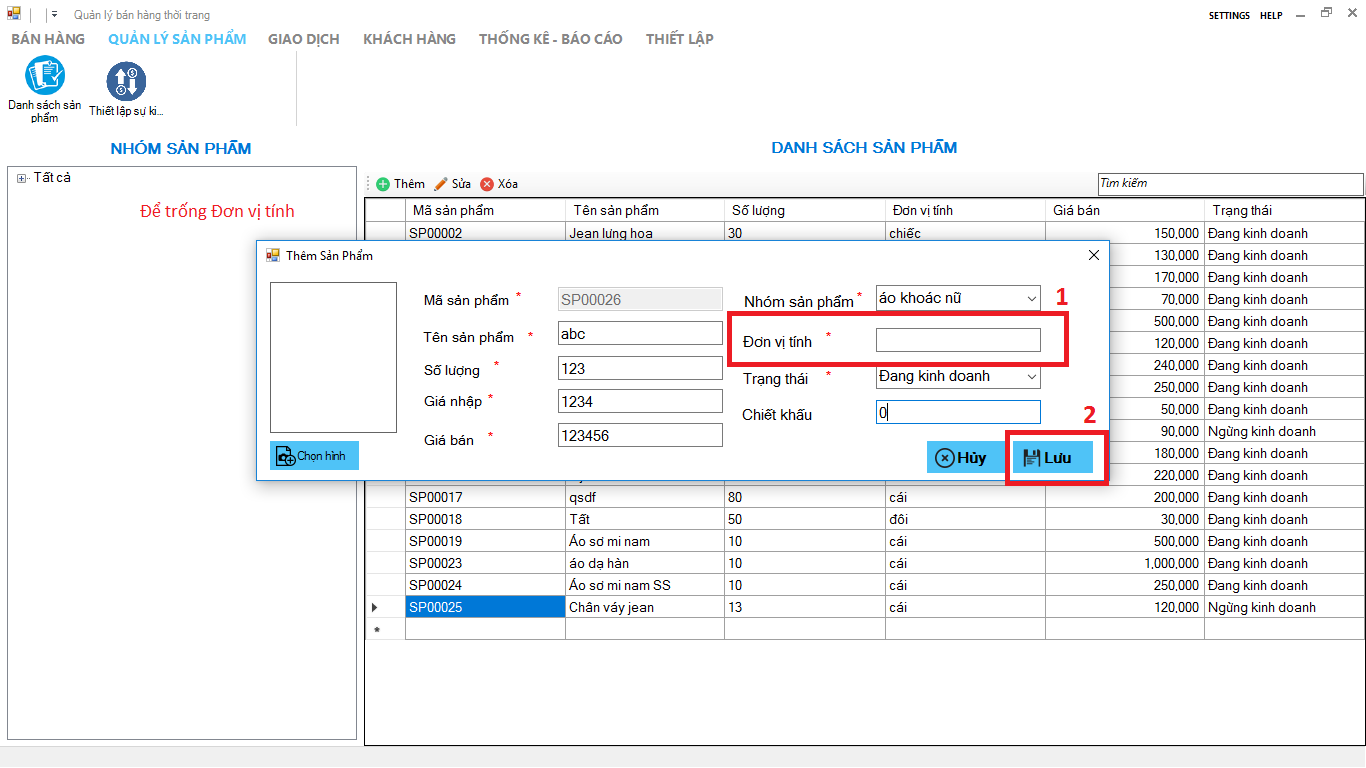 Quản lý bán hàng thời trang
SETTINGS HELP
BÁN HÀNG QUẢN LÝ SẢN PHẨM GIAO DỊCH KHÁCH HÀNG THỐNG KÊ - BÁO CÁO THIẾT LẬP
Danh sách sản phẩm
Thiết lập sự ki...
NHÓM SẢN PHẨM
Tất cả
Để trống Đơn vị tính
DANH SÁCH SẢN PHẨM
Thêm Sửa Xóa
Tìm kiếm
Mã sản phẩm Tên sản phẩm Số lượng Đơn vị tính Giá bán Trạng thái
SP00002 Jean lưng hoa 30 chiếc 150,000 Đang kinh doanh
130,000 Đang kinh doanh
170,000 Đang kinh doanh
70,000 Đang kinh doanh
500,000 Đang kinh doanh
120,000 Đang kinh doanh
240,000 Đang kinh doanh
250,000 Đang kinh doanh
50,000 Đang kinh doanh
90,000 Ngừng kinh doanh
180,000 Đang kinh doanh
220,000 Đang kinh doanh
SP00017 qsdf 80 cái 200,000 Đang kinh doanh
SP00018 Tất 50 đôi 30,000 Đang kinh doanh
SP00019 Áo sơ mi nam 10 cái 500,000 Đang kinh doanh
SP00023 áo dạ hàn 10 cái 1,000,000 Đang kinh doanh
SP00024 Áo sơ mi nam SS 10 cái 250,000 Đang kinh doanh
SP00025 Chân váy jean 13 cái 120,000 Ngừng kinh doanh
*
Thêm Sản Phẩm
Mã sản phẩm * SP00026
Tên sản phẩm * abc
Số lượng * 123
Giá nhập * 1234
Giá bán * 123456
Nhóm sản phẩm * áo khoác nữ
1
Đơn vị tính *
Trạng thái * Đang kinh doanh
Chiết khấu 0
2
Chọn hình
Hủy Lưu